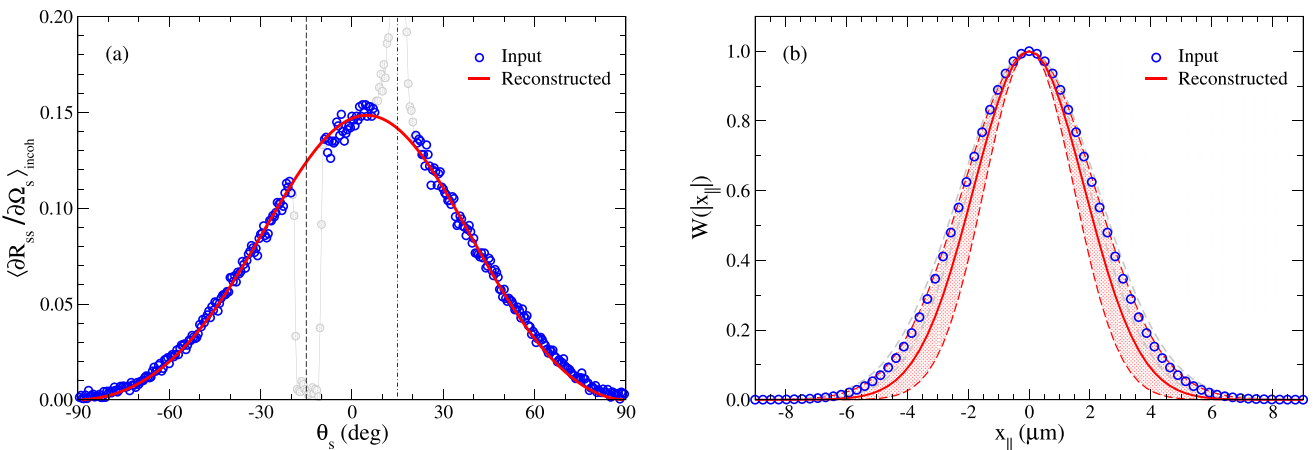 (a)
Input
Reconstructed
0.20
0.15
0.10
0.05
0.00
⟨∂R_ss /∂Ω_s⟩_incoh
-90 -60 -30 0 30 60 90
θ_s (deg)
(b)
Input
Reconstructed
1.0
0.8
0.6
0.4
0.2
0.0
W(|x_∥|)
-8 -6 -4 -2 0 2 4 6 8
x_∥ (μm)